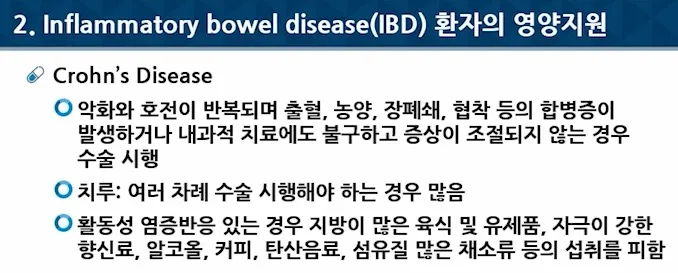 2. Inflammatory bowel disease(IBD) 환자의 영양지원
Crohn's Disease
악화와 호전이 반복되며 출혈, 농양, 장폐쇄, 협착 등의 합병증이
발생하거나 내과적 치료에도 불구하고 증상이 조절되지 않는 경우
수술 시행
치루: 여러 차례 수술 시행해야 하는 경우 많음
활동성 염증반응 있는 경우 지방이 많은 육식 및 유제품, 자극이 강한
향신료, 알코올, 커피, 탄산음료, 섬유질 많은 채소류 등의 섭취를 피함